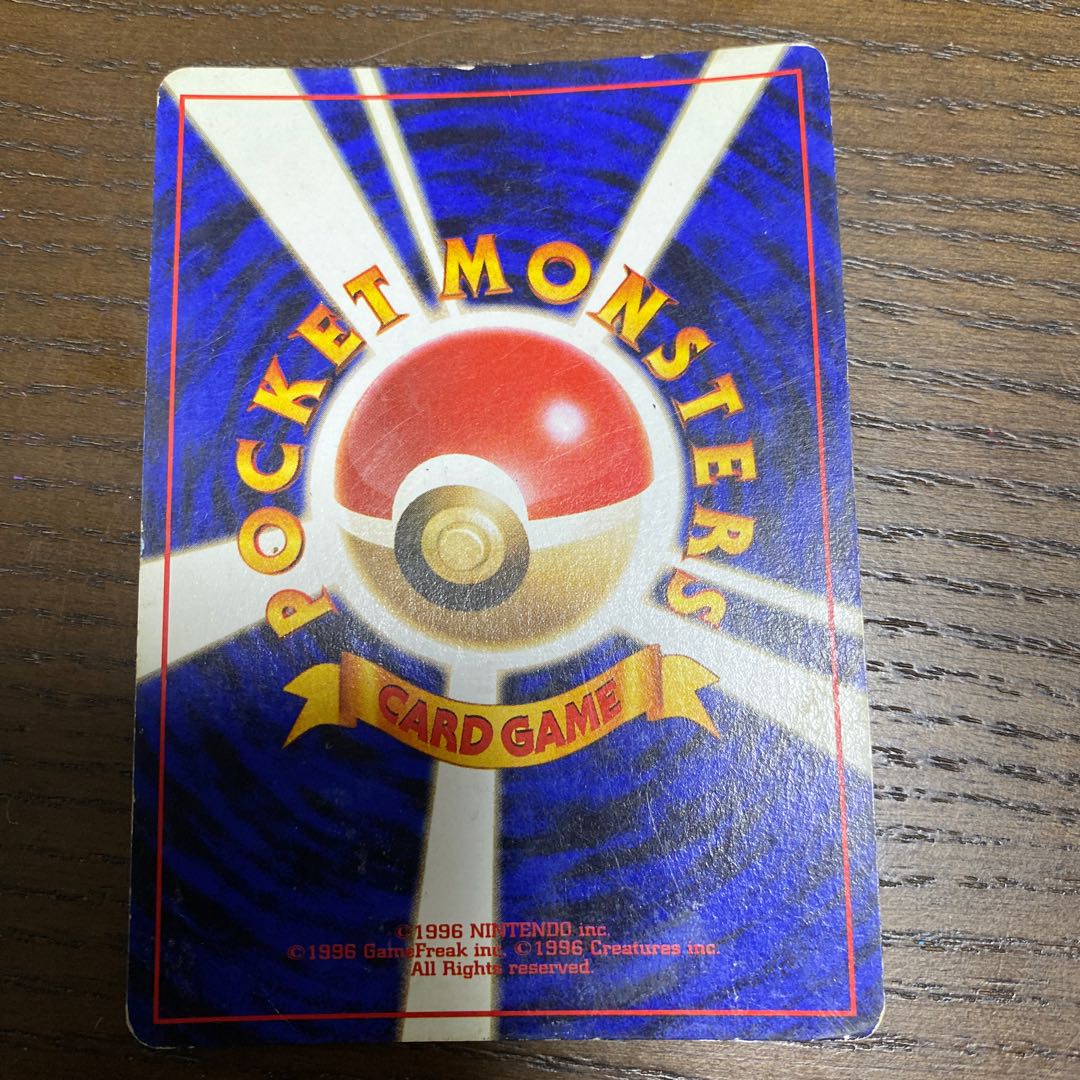 POCKET MONSTERS
CARD GAME
©1996 NINTENDO inc.
©1996 GameFreak inc. ©1996 Creatures inc.
All Rights reserved.